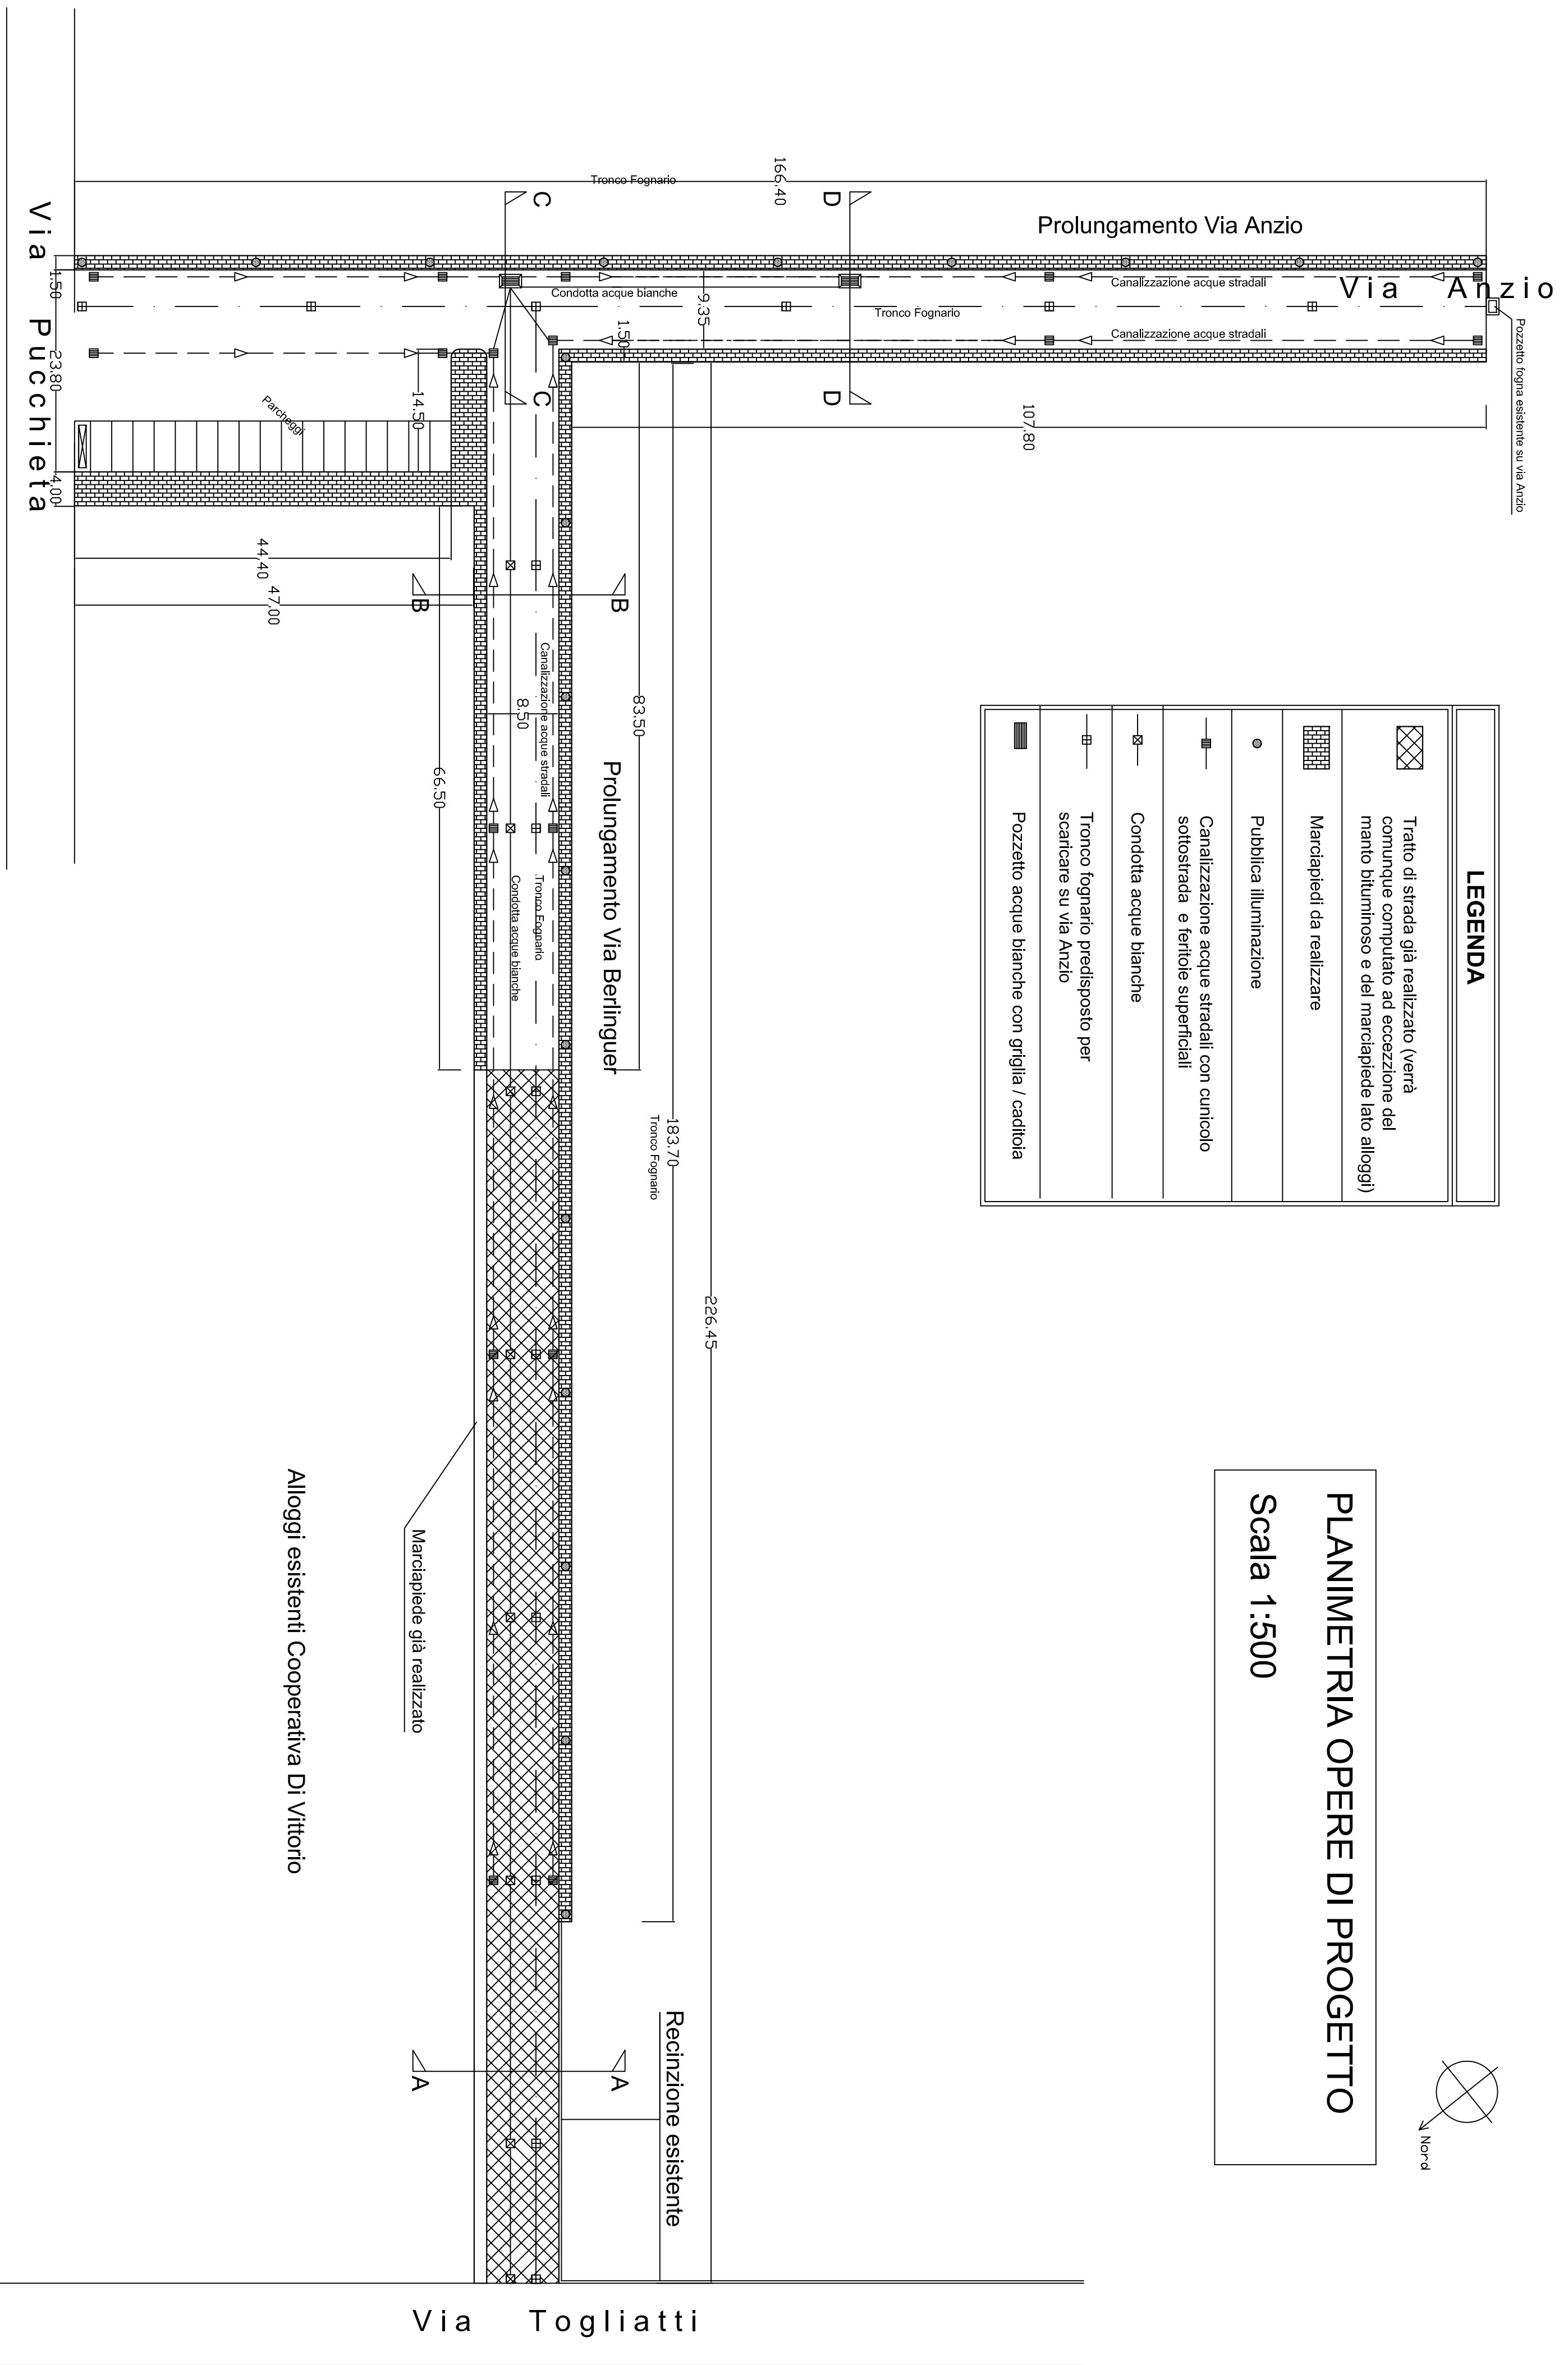 Tronco Fognario
166,40
C
D
Prolungamento Via Anzio
Via Anzio
Via Pucchieta
1,50
23,80
4,00
Condotta acque bianche
9,35
1,50
Tronco Fognario
Canalizzazione acque stradali
Canalizzazione acque stradali
Pozzetto fogna esistente su via Anzio
C
D
14,50
Parcheggi
107,80
44,40
47,00
B
B
Canalizzazione acque stradali
8,50
83,50
66,50
Prolungamento Via Berlinguer
Tronco Fognario
Condotta acque bianche
183,70
Tronco Fognario
226,45
LEGENDA
Tratto di strada già realizzato (verrà
comunque computato ad eccezzione del
manto bituminoso e del marciapiede lato alloggi)
Marciapiedi da realizzare
Pubblica illuminazione
Canalizzazione acque stradali con cunicolo
sottostrada e feritoie superficiali
Condotta acque bianche
Tronco fognario predisposto per
scaricare su via Anzio
Pozzetto acque bianche con griglia / caditoia
PLANIMETRIA OPERE DI PROGETTO
Scala 1:500
Alloggi esistenti Cooperativa Di Vittorio
Marciapiede già realizzato
Recinzione esistente
A
A
Nord
Via Togliatti